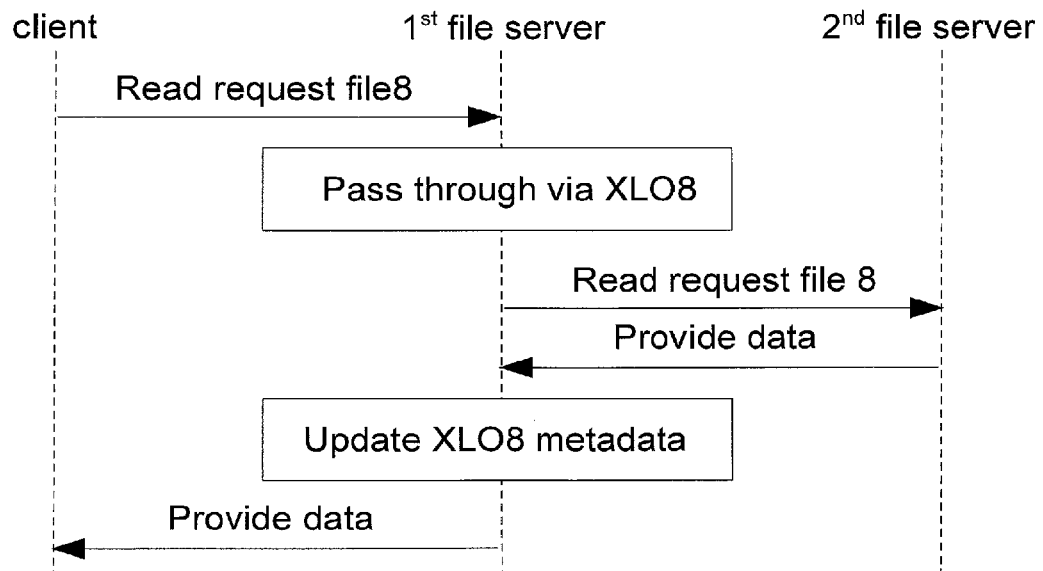 client
1st file server
2nd file server
Read request file8
Pass through via XLO8
Read request file 8
Provide data
Update XLO8 metadata
Provide data